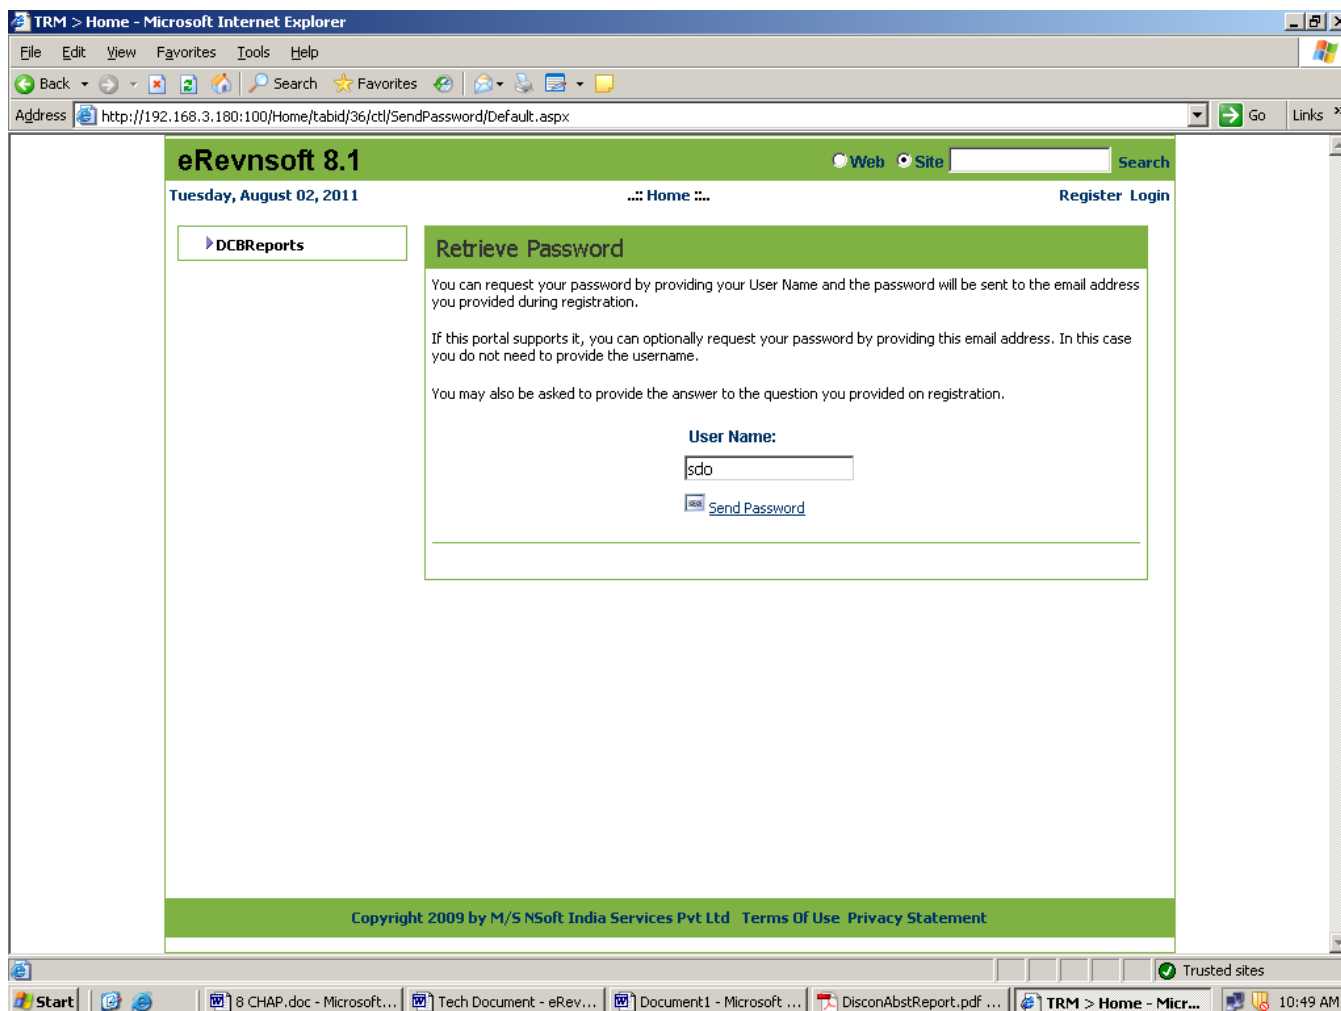 TRM > Home - Microsoft Internet Explorer
File Edit View Favorites Tools Help
Back Search Favorites
Address http://192.168.3.180:100/Home/tabid/36/ctl/SendPassword/Default.aspx Go Links »
eRevnsoft 8.1 Web Site Search
Tuesday, August 02, 2011 ..:: Home ::.. Register Login
DCBReports
Retrieve Password
You can request your password by providing your User Name and the password will be sent to the email address
you provided during registration.
If this portal supports it, you can optionally request your password by providing this email address. In this case
you do not need to provide the username.
You may also be asked to provide the answer to the question you provided on registration.
User Name:
sdo
Send Password
Copyright 2009 by M/S NSoft India Services Pvt Ltd Terms Of Use Privacy Statement
Trusted sites
Start 8 CHAP.doc - Microsoft... Tech Document - eRev... Document1 - Microsoft ... DisconAbstReport.pdf ... TRM > Home - Micr... 10:49 AM